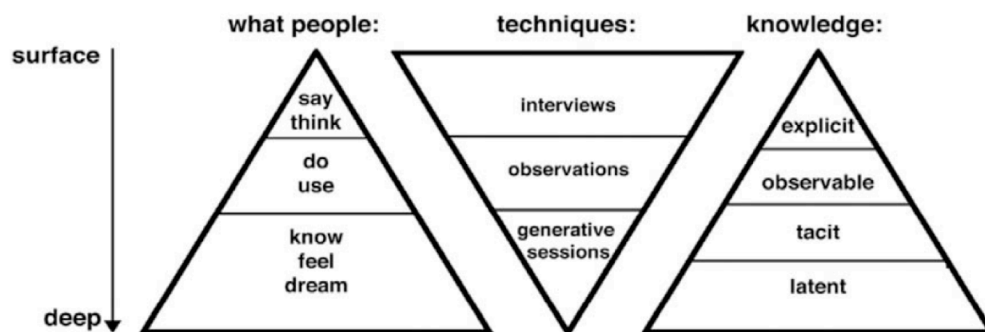 what people:
techniques:
knowledge:
surface
say
think
do
use
know
feel
dream
interviews
observations
generative
sessions
explicit
observable
tacit
latent
deep